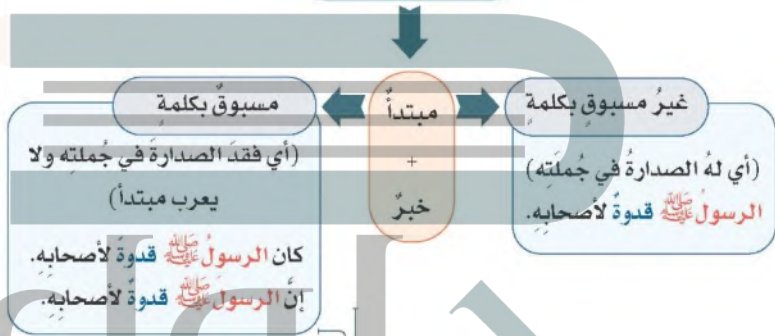 غيرُ مسبوقٍ بكلمةٍ
(أي لهُ الصدارةُ في جُملَتِه)
الرسولُ ﷺ قدوةٌ لأصحابِهِ.
مبتدأٌ
+
خبرٌ
مسبوقٌ بكلمةٍ
(أي فقدَ الصدارةَ في جُملتِه ولا
يعرب مبتدأ)
كان الرسولُ ﷺ قدوةً لأصحابِهِ.
إنَّ الرسولَ ﷺ قدوةٌ لأصحابِهِ.